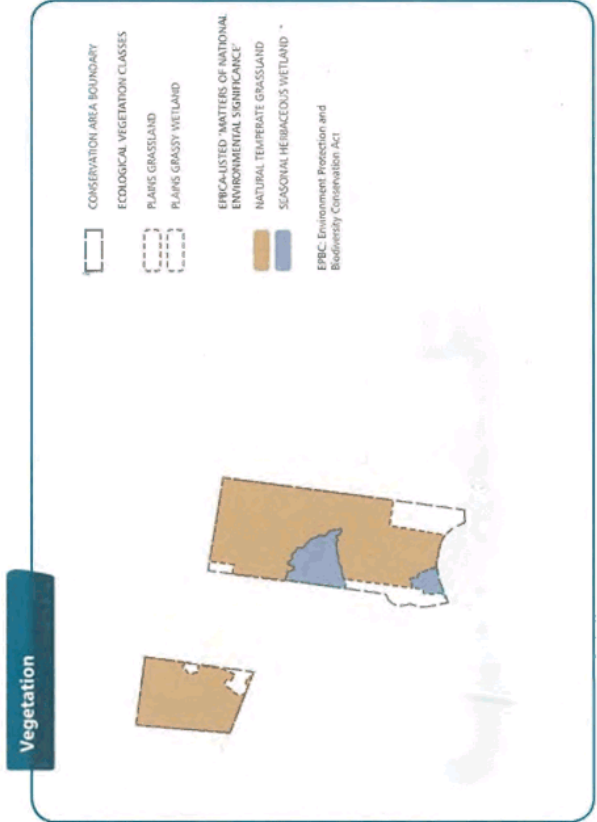 Vegetation
CONSERVATION AREA BOUNDARY
ECOLOGICAL VEGETATION CLASSES
PLAINS GRASSLAND
PLAINS GRASSY WETLAND
EPBCA-LISTED 'MATTERS OF NATIONAL
ENVIRONMENTAL SIGNIFICANCE'
NATURAL TEMPERATE GRASSLAND
SEASONAL HERBACEOUS WETLAND
EPBC: Environment Protection and
Biodiversity Conservation Act